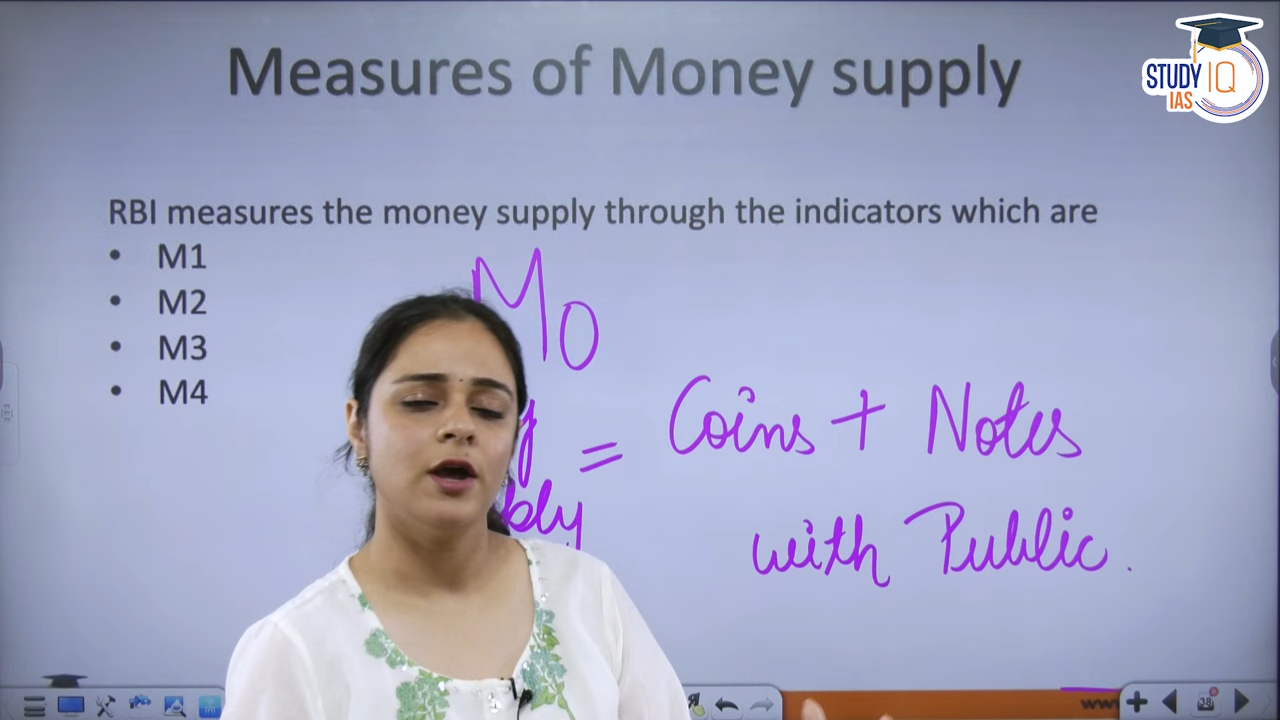 Measures of Money supply
STUDY IQ
IAS
RBI measures the money supply through the indicators which are
• M1
• M2
• M3
• M4
M0
= Coins + Notes
with Public.